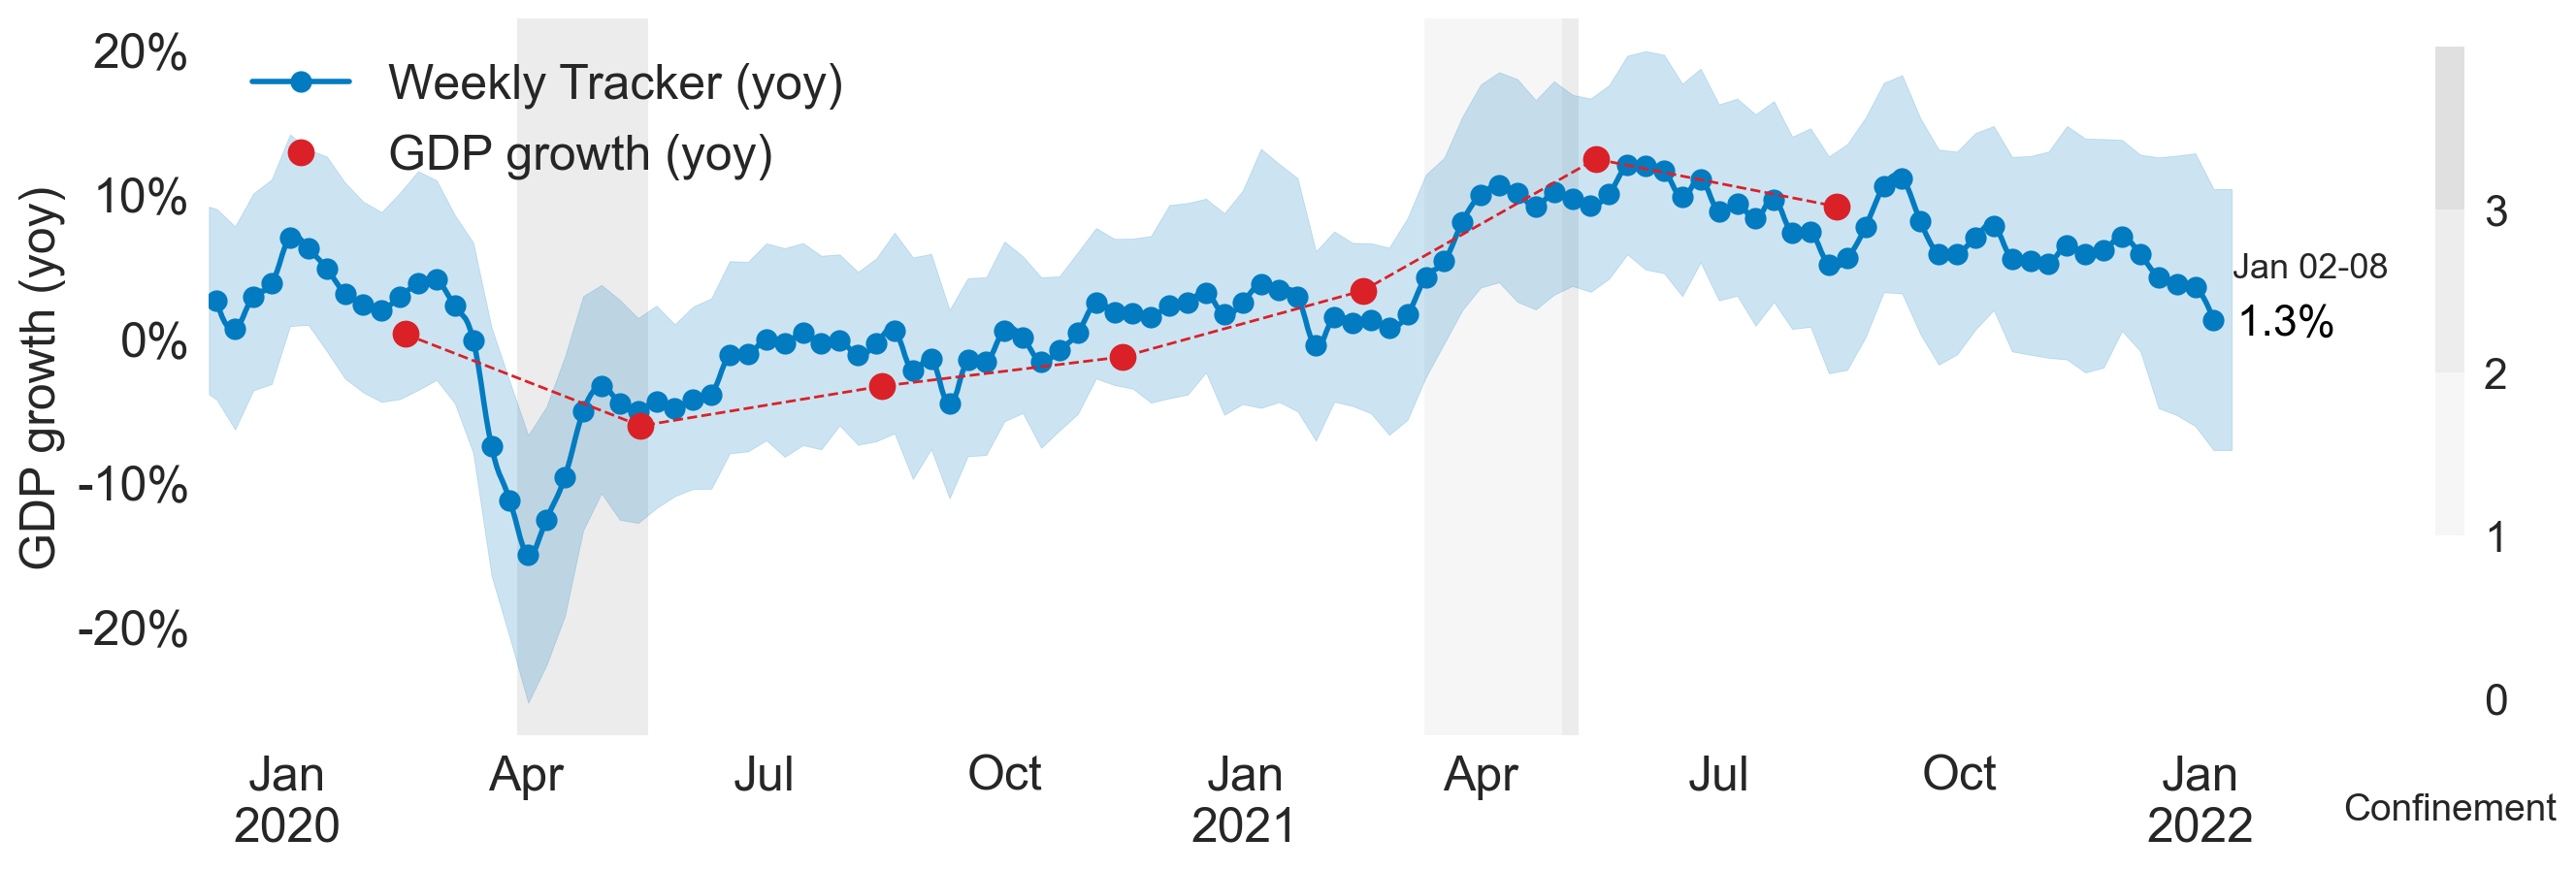 GDP growth (yoy)
20%
10%
0%
-10%
-20%
Weekly Tracker (yoy)
GDP growth (yoy)
Jan 02-08
1.3%
Jan
2020
Apr
Jul
Oct
Jan
2021
Apr
Jul
Oct
Jan
2022
3
2
1
0
Confinement